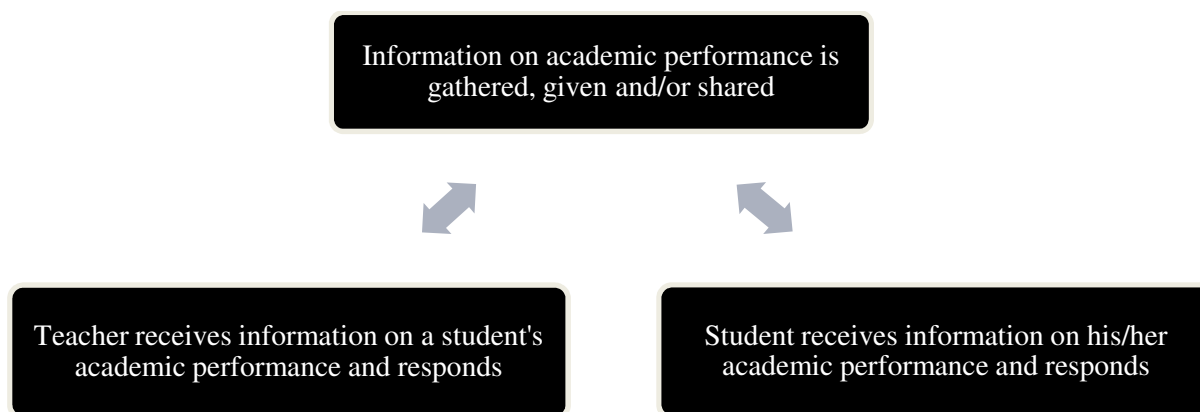 Information on academic performance is
gathered, given and/or shared
Teacher receives information on a student's
academic performance and responds
Student receives information on his/her
academic performance and responds